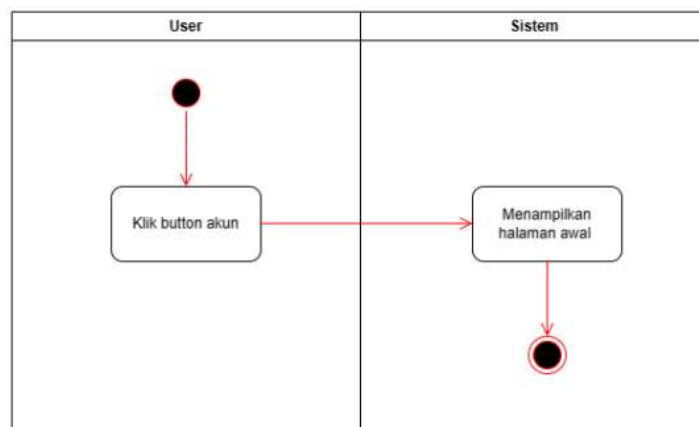 User
Sistem
Klik button akun
Menampilkan
halaman awal